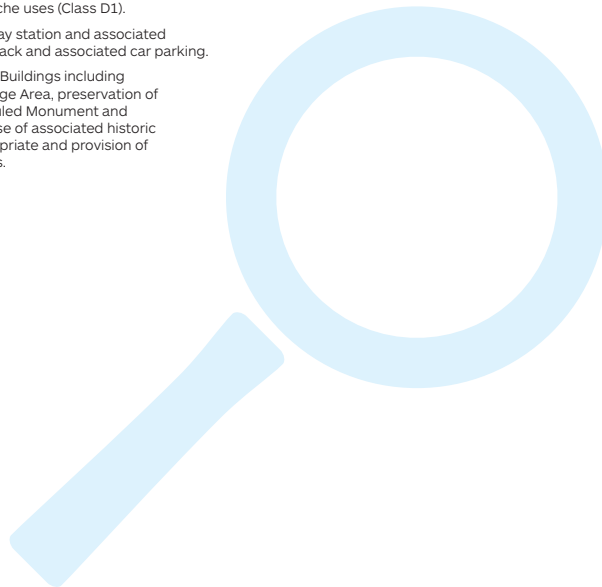 che uses (Class D1).
ay station and associated
ack and associated car parking.
Buildings including
ge Area, preservation of
uled Monument and
se of associated historic
priate and provision of
s.